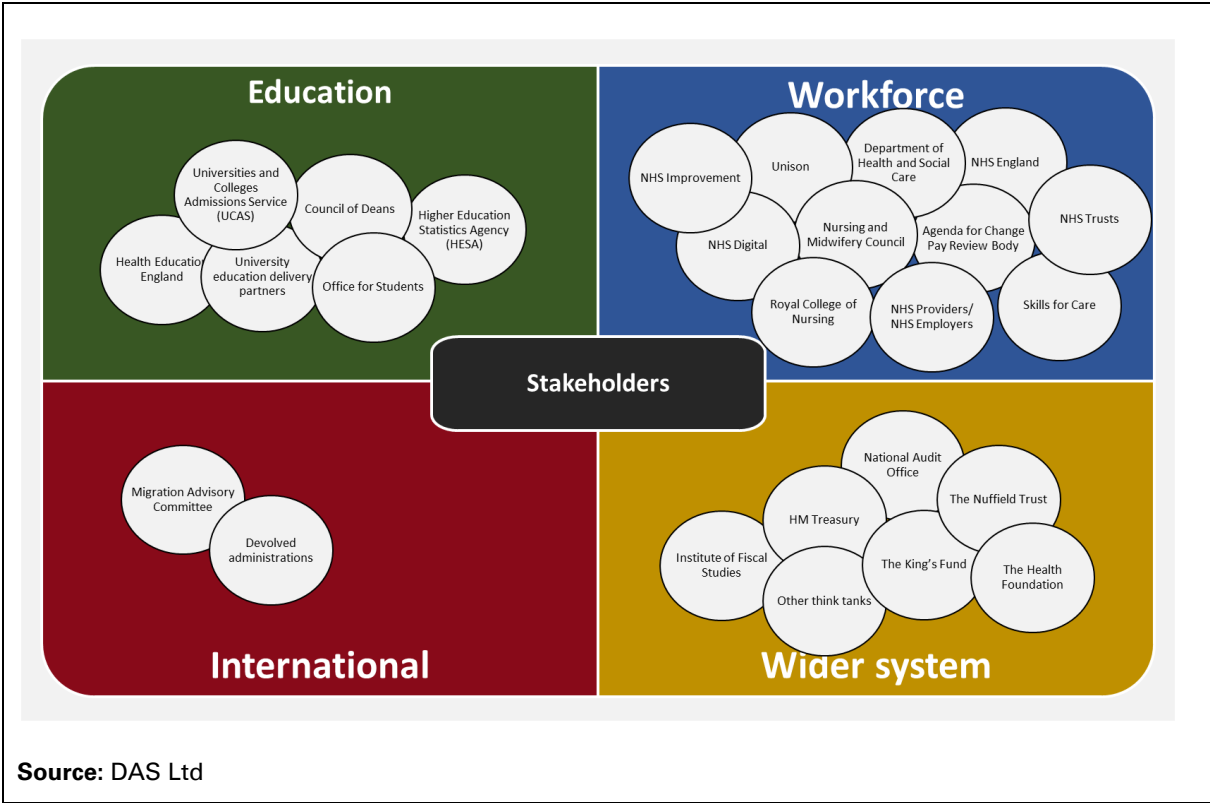 Education
Universities and
Colleges
Admissions Service
(UCAS)
Council of Deans
Higher Education
Statistics Agency
(HESA)
Health Education
England
University
education delivery
partners
Office for Students
Workforce
NHS Improvement
Unison
Department of
Health and Social
Care
NHS England
NHS Trusts
NHS Digital
Nursing and
Midwifery Council
Agenda for Change
Pay Review Body
Royal College of
Nursing
NHS Providers/
NHS Employers
Skills for Care
Stakeholders
Migration Advisory
Committee
Devolved
administrations
International
National Audit
Office
The Nuffield Trust
HM Treasury
Institute of Fiscal
Studies
The King's Fund
The Health
Foundation
Other think tanks
Wider system
Source: DAS Ltd